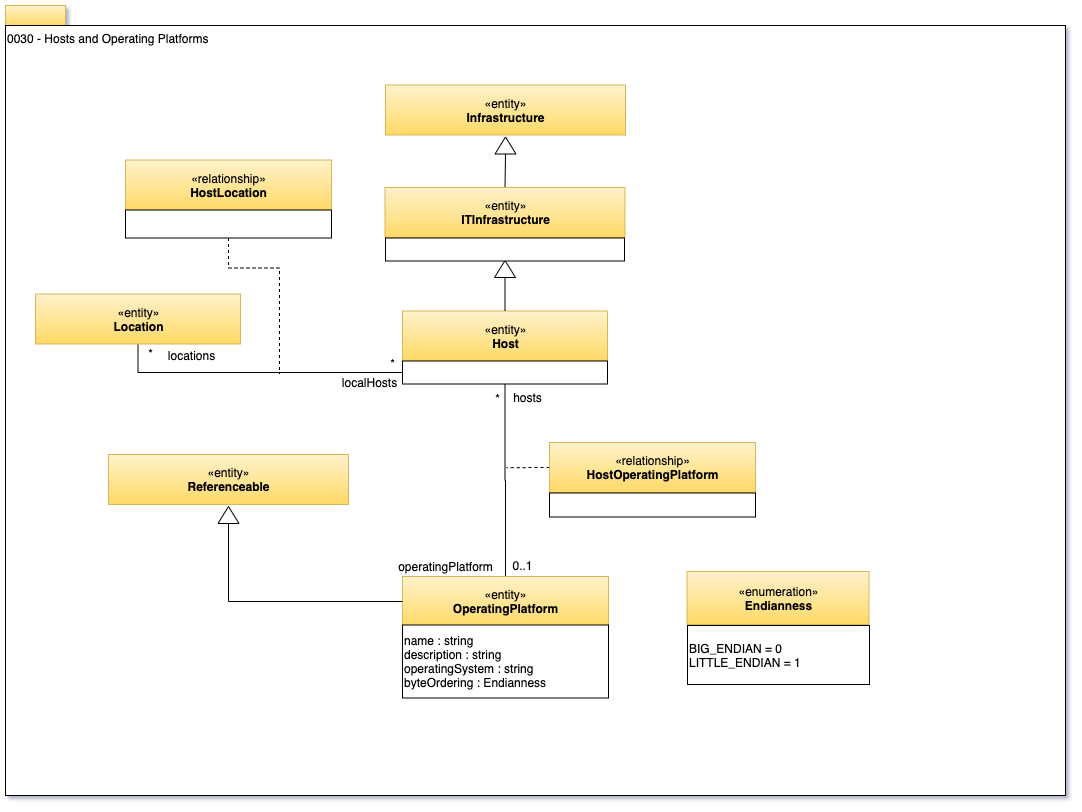 0030 - Hosts and Operating Platforms
«entity»
Infrastructure
«relationship»
HostLocation
«entity»
ITInfrastructure
«entity»
Location
«entity»
Host
* locations
*
localHosts
* hosts
«relationship»
HostOperatingPlatform
«entity»
Referenceable
operatingPlatform 0..1
«entity»
OperatingPlatform
name : string
description : string
operatingSystem : string
byteOrdering : Endianness
«enumeration»
Endianness
BIG_ENDIAN = 0
LITTLE_ENDIAN = 1